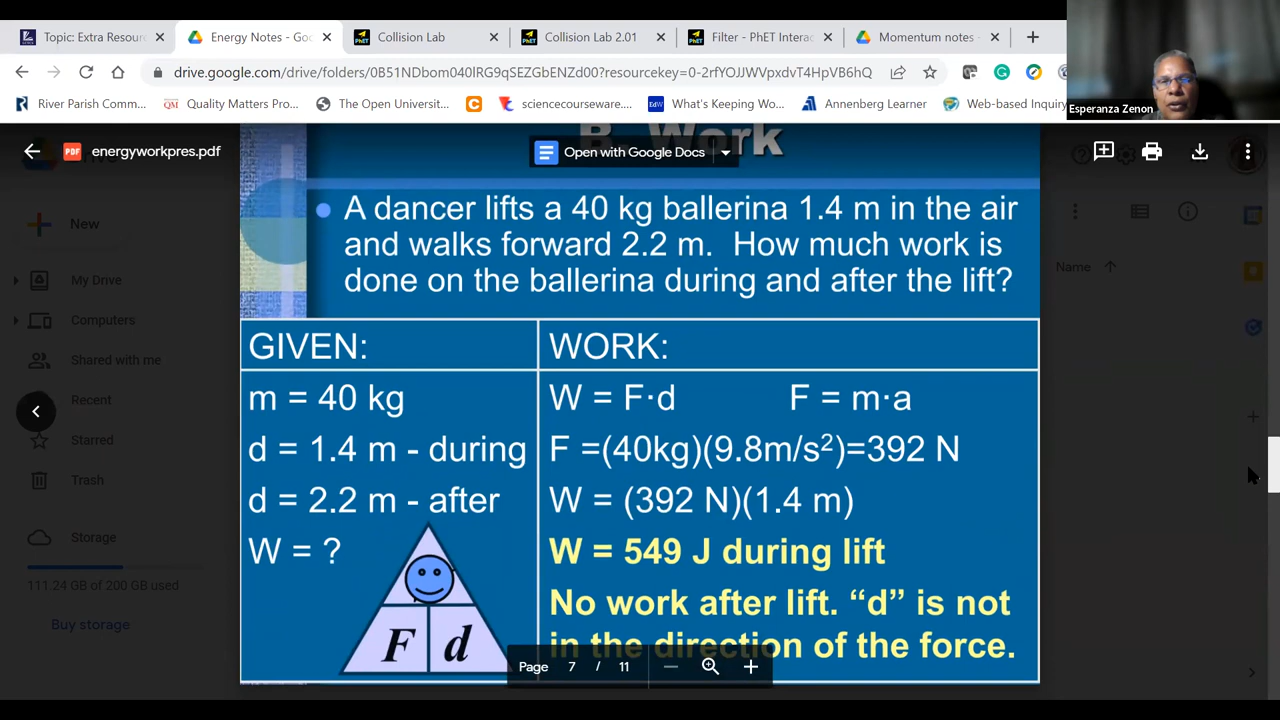 Topic: Extra Resour
Energy Notes - Goo
Collision Lab
Collision Lab 2.01
Filter - PhET Interac
Momentum notes -
drive.google.com/drive/folders/0B51NDbom040lRG9qSEZGbENZd00?resourcekey=0-2rfYOJJWVpxdvT4HpVB6hQ
River Parish Comm...
Quality Matters Pro...
The Open Universit...
sciencecourseware....
What's Keeping Wo...
Annenberg Learner
Web-based Inquiry
Esperanza Zenon
PDF
energyworkpres.pdf
Open with Google Docs
B. Work
A dancer lifts a 40 kg ballerina 1.4 m in the air
and walks forward 2.2 m. How much work is
done on the ballerina during and after the lift?
GIVEN:
m = 40 kg
d = 1.4 m - during
d = 2.2 m - after
W = ?
F d
WORK:
W = F·d F = m·a
F =(40kg)(9.8m/s²)=392 N
W = (392 N)(1.4 m)
W = 549 J during lift
No work after lift. “d” is not
in the direction of the force.
Page 7 / 11
New
My Drive
Computers
Shared with me
Recent
Starred
Trash
Storage
111.24 GB of 200 GB used
Buy storage
Name